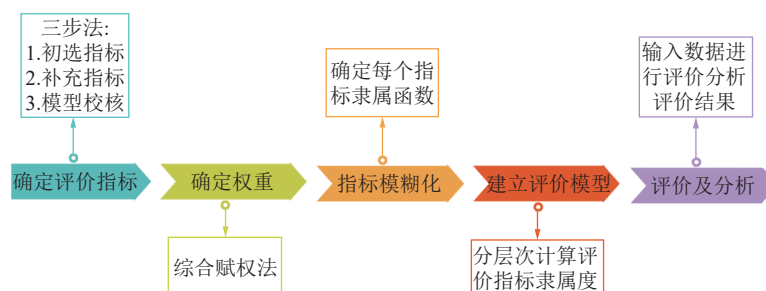 三步法:
1.初选指标
2.补充指标
3.模型校核
确定每个指
标隶属函数
输入数据进
行评价分析
评价结果
确定评价指标
确定权重
指标模糊化
建立评价模型
评价及分析
综合赋权法
分层次计算评
价指标隶属度